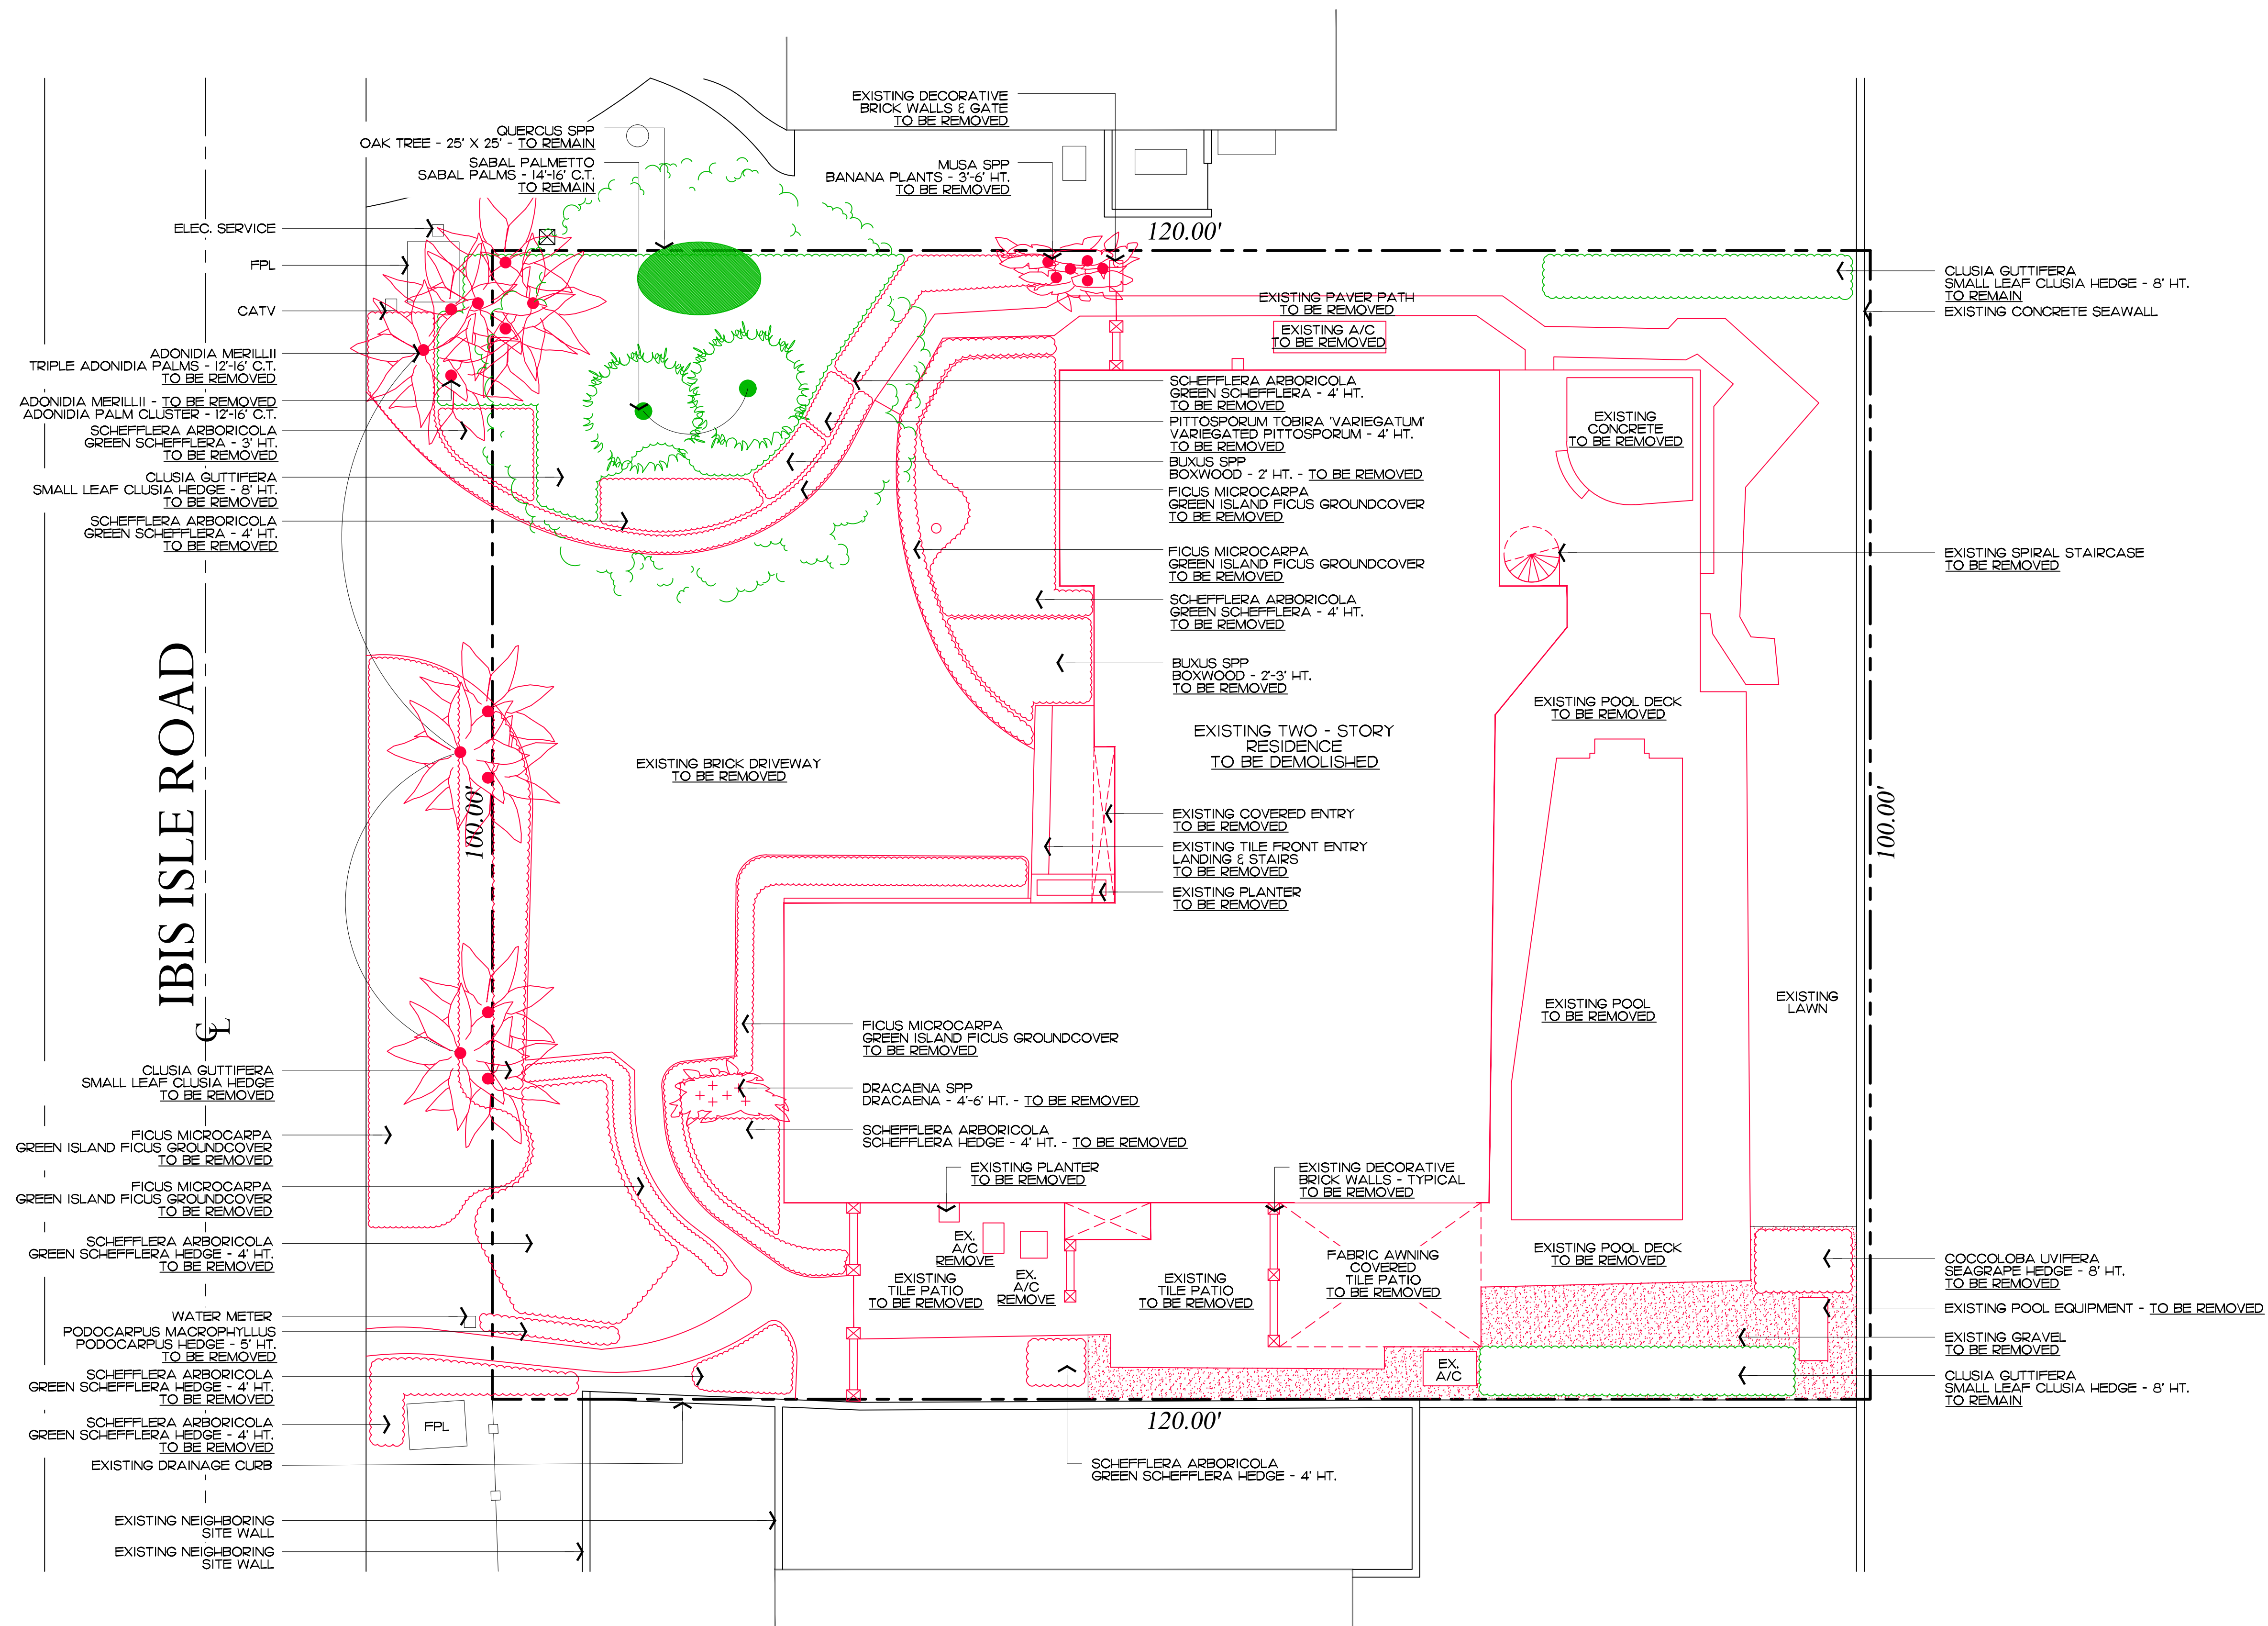 EXISTING DECORATIVE
BRICK WALLS & GATE
TO BE REMOVED
QUERCUS SPP
OAK TREE - 25' X 25' - TO REMAIN
SABAL PALMETTO
SABAL PALMS - 14'-16' C.T.
TO REMAIN
MUSA SPP
BANANA PLANTS - 3'-6' HT.
TO BE REMOVED
120.00'
ELEC. SERVICE
FPL
CATV
ADONIDIA MERILLII
TRIPLE ADONIDIA PALMS - 12'-16' C.T.
TO BE REMOVED
ADONIDIA MERILLII - TO BE REMOVED
ADONIDIA PALM CLUSTER - 12'-16' C.T.
SCHEFFLERA ARBORICOLA
GREEN SCHEFFLERA - 3' HT.
TO BE REMOVED
CLUSIA GUTTIFERA
SMALL LEAF CLUSIA HEDGE - 8' HT.
TO BE REMOVED
SCHEFFLERA ARBORICOLA
GREEN SCHEFFLERA - 4' HT.
TO BE REMOVED
EXISTING PAVER PATH
TO BE REMOVED
EXISTING A/C
TO BE REMOVED
CLUSIA GUTTIFERA
SMALL LEAF CLUSIA HEDGE - 8' HT.
TO REMAIN
EXISTING CONCRETE SEAWALL
SCHEFFLERA ARBORICOLA
GREEN SCHEFFLERA - 4' HT.
TO BE REMOVED
PITTOSPORUM TOBIRA 'VARIEGATUM'
VARIEGATED PITTOSPORUM - 4' HT.
TO BE REMOVED
BUXUS SPP
BOXWOOD - 2' HT. - TO BE REMOVED
FICUS MICROCARPA
GREEN ISLAND FICUS GROUNDCOVER
TO BE REMOVED
FICUS MICROCARPA
GREEN ISLAND FICUS GROUNDCOVER
TO BE REMOVED
SCHEFFLERA ARBORICOLA
GREEN SCHEFFLERA - 4' HT.
TO BE REMOVED
BUXUS SPP
BOXWOOD - 2'-3' HT.
TO BE REMOVED
EXISTING
CONCRETE
TO BE REMOVED
EXISTING SPIRAL STAIRCASE
TO BE REMOVED
EXISTING POOL DECK
TO BE REMOVED
EXISTING TWO - STORY
RESIDENCE
TO BE DEMOLISHED
IBIS ISLE ROAD
CL
EXISTING BRICK DRIVEWAY
TO BE REMOVED
100.00'
100.00'
EXISTING COVERED ENTRY
TO BE REMOVED
EXISTING TILE FRONT ENTRY
LANDING & STAIRS
TO BE REMOVED
EXISTING PLANTER
TO BE REMOVED
EXISTING POOL
TO BE REMOVED
EXISTING
LAWN
FICUS MICROCARPA
GREEN ISLAND FICUS GROUNDCOVER
TO BE REMOVED
DRACAENA SPP
DRACAENA - 4'-6' HT. - TO BE REMOVED
SCHEFFLERA ARBORICOLA
SCHEFFLERA HEDGE - 4' HT. - TO BE REMOVED
EXISTING PLANTER
TO BE REMOVED
EXISTING DECORATIVE
BRICK WALLS - TYPICAL
TO BE REMOVED
CLUSIA GUTTIFERA
SMALL LEAF CLUSIA HEDGE
TO BE REMOVED
FICUS MICROCARPA
GREEN ISLAND FICUS GROUNDCOVER
TO BE REMOVED
FICUS MICROCARPA
GREEN ISLAND FICUS GROUNDCOVER
TO BE REMOVED
SCHEFFLERA ARBORICOLA
GREEN SCHEFFLERA HEDGE - 4' HT.
TO BE REMOVED
WATER METER
PODOCARPUS MACROPHYLLUS
PODOCARPUS HEDGE - 5' HT.
TO BE REMOVED
SCHEFFLERA ARBORICOLA
GREEN SCHEFFLERA HEDGE - 4' HT.
TO BE REMOVED
SCHEFFLERA ARBORICOLA
GREEN SCHEFFLERA HEDGE - 4' HT.
TO BE REMOVED
EXISTING DRAINAGE CURB
EXISTING NEIGHBORING
SITE WALL
EXISTING NEIGHBORING
SITE WALL
FPL
EX.
A/C
REMOVE
EX.
A/C
REMOVE
EXISTING
TILE PATIO
TO BE REMOVED
EXISTING
TILE PATIO
TO BE REMOVED
FABRIC AWNING
COVERED
TILE PATIO
TO BE REMOVED
EXISTING POOL DECK
TO BE REMOVED
EX.
A/C
COCCOLOBA UVIFERA
SEAGRAPE HEDGE - 8' HT.
TO BE REMOVED
EXISTING POOL EQUIPMENT - TO BE REMOVED
EXISTING GRAVEL
TO BE REMOVED
CLUSIA GUTTIFERA
SMALL LEAF CLUSIA HEDGE - 8' HT.
TO REMAIN
120.00'
SCHEFFLERA ARBORICOLA
GREEN SCHEFFLERA HEDGE - 4' HT.